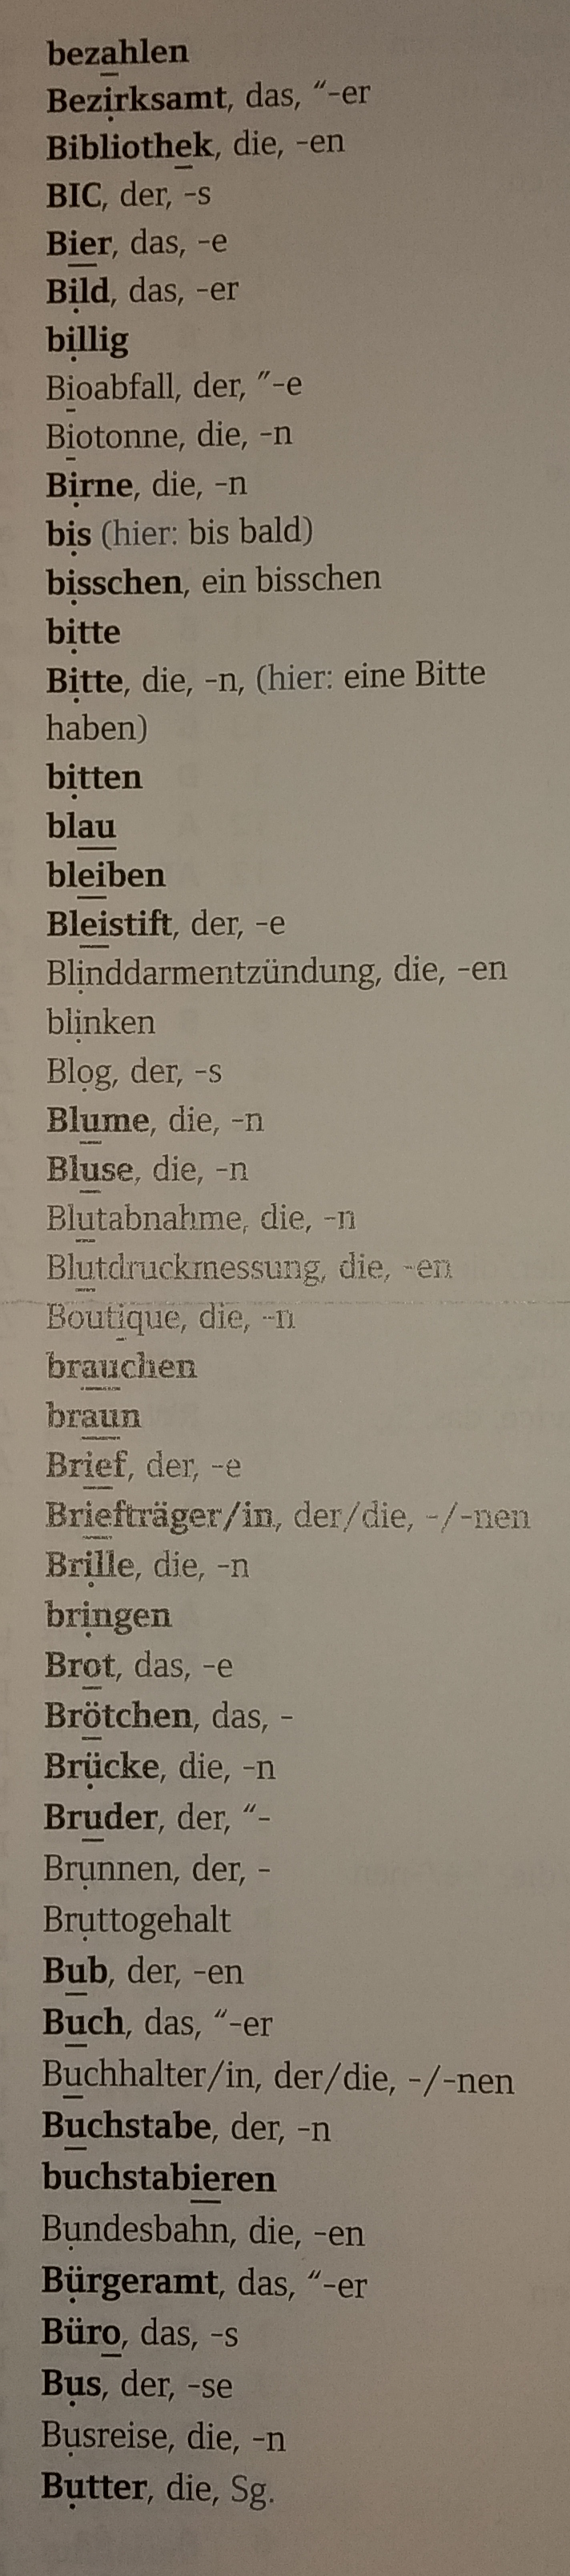 bezahlen
Bezirksamt, das, “-er
Bibliothek, die, -en
BIC, der, -s
Bier, das, -e
Bild, das, -er
billig
Bioabfall, der, ″-e
Biotonne, die, -n
Birne, die, -n
bis (hier: bis bald)
bisschen, ein bisschen
bitte
Bitte, die, -n, (hier: eine Bitte
haben)
bitten
blau
bleiben
Bleistift, der, -e
Blinddarmentzündung, die, -en
blinken
Blog, der, -s
Blume, die, -n
Bluse, die, -n
Blutabnahme, die, -n
Blutdruckmessung, die, -en
Boutique, die, -n
brauchen
braun
Brief, der, -e
Briefträger/in, der/die, -/-nen
Brille, die, -n
bringen
Brot, das, -e
Brötchen, das, -
Brücke, die, -n
Bruder, der, “-
Brunnen, der, -
Bruttogehalt
Bub, der, -en
Buch, das, “-er
Buchhalter/in, der/die, -/-nen
Buchstabe, der, -n
buchstabieren
Bundesbahn, die, -en
Bürgeramt, das, “-er
Büro, das, -s
Bus, der, -se
Busreise, die, -n
Butter, die, Sg.